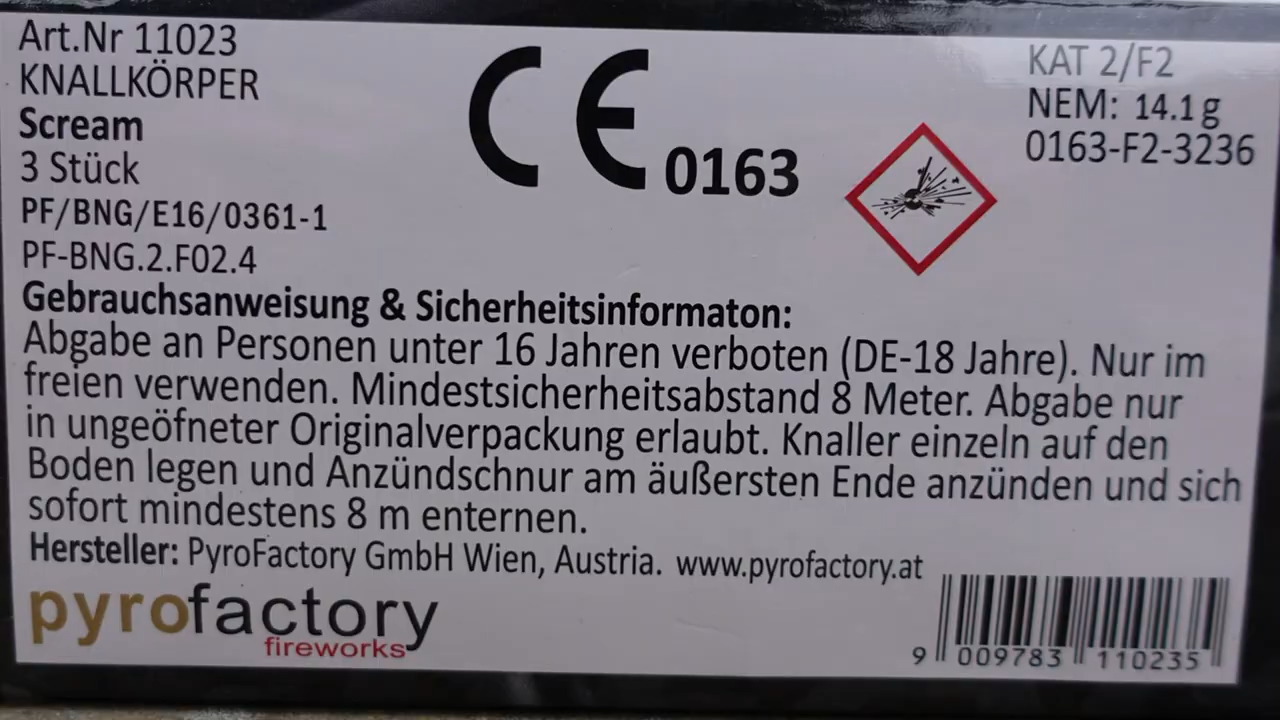 Art.Nr 11023
KNALLKÖRPER
Scream
3 Stück
PF/BNG/E16/0361-1
PF-BNG.2.F02.4
CE 0163
KAT 2/F2
NEM: 14.1g
0163-F2-3236
Gebrauchsanweisung & Sicherheitsinformaton:
Abgabe an Personen unter 16 Jahren verboten (DE-18 Jahre). Nur im
freien verwenden. Mindestsicherheitsabstand 8 Meter. Abgabe nur
in ungeöfneter Originalverpackung erlaubt. Knaller einzeln auf den
Boden legen und Anzündschnur am äußersten Ende anzünden und sich
sofort mindestens 8 m enternen.
Hersteller: PyroFactory GmbH Wien, Austria. www.pyrofactory.at
pyrofactory
fireworks
9 009783 110235